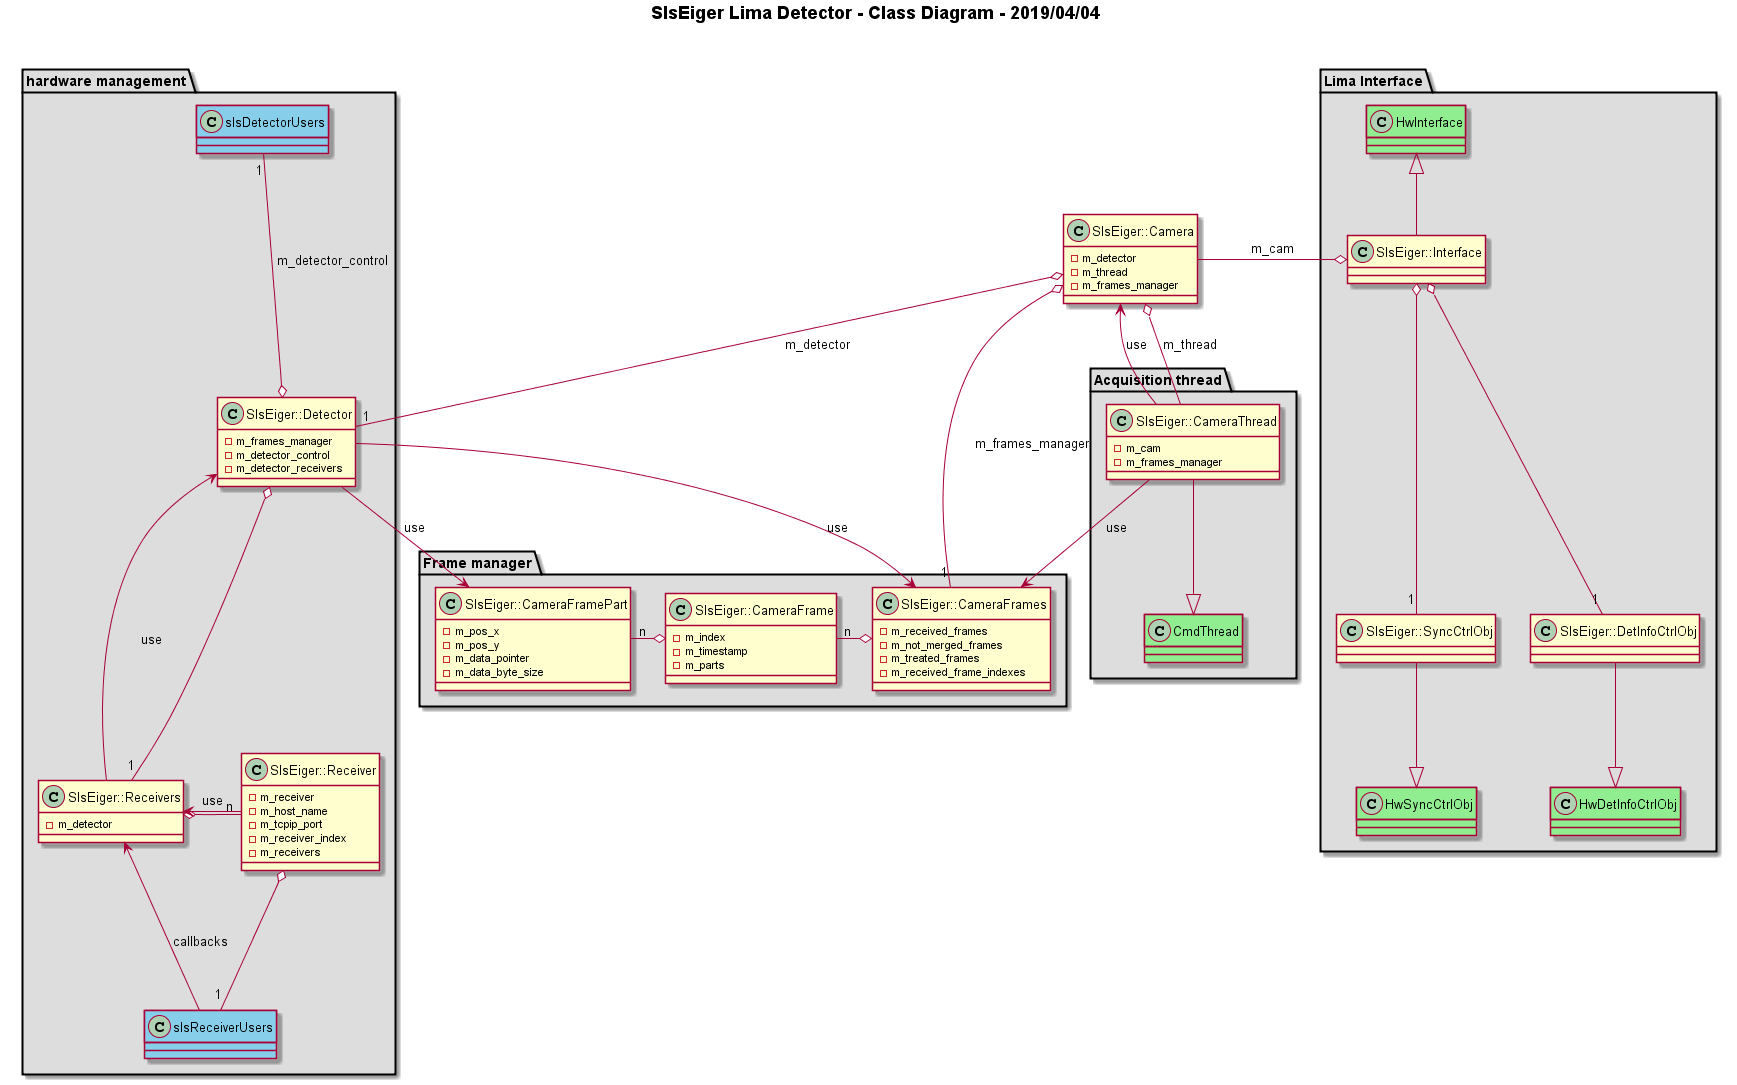 SlsEiger Lima Detector - Class Diagram - 2019/04/04
hardware management
C slsDetectorUsers
1
m_detector_control
C SlsEiger::Detector
m_frames_manager
m_detector_control
m_detector_receivers
use
1
C SlsEiger::Receivers
m_detector
use
n
C SlsEiger::Receiver
m_receiver
m_host_name
m_tcpip_port
m_receiver_index
m_receivers
callbacks
1
C slsReceiverUsers
C SlsEiger::Camera
m_detector
m_thread
m_frames_manager
m_cam
m_detector
1
use
m_thread
m_frames_manager
use
use
use
Frame manager
C SlsEiger::CameraFramePart
m_pos_x
m_pos_y
m_data_pointer
m_data_byte_size
n
C SlsEiger::CameraFrame
m_index
m_timestamp
m_parts
n
1
C SlsEiger::CameraFrames
m_received_frames
m_not_merged_frames
m_treated_frames
m_received_frame_indexes
Acquisition thread
C SlsEiger::CameraThread
m_cam
m_frames_manager
C CmdThread
Lima Interface
C HwInterface
C SlsEiger::Interface
1
1
C SlsEiger::SyncCtrlObj
C SlsEiger::DetInfoCtrlObj
C HwSyncCtrlObj
C HwDetInfoCtrlObj